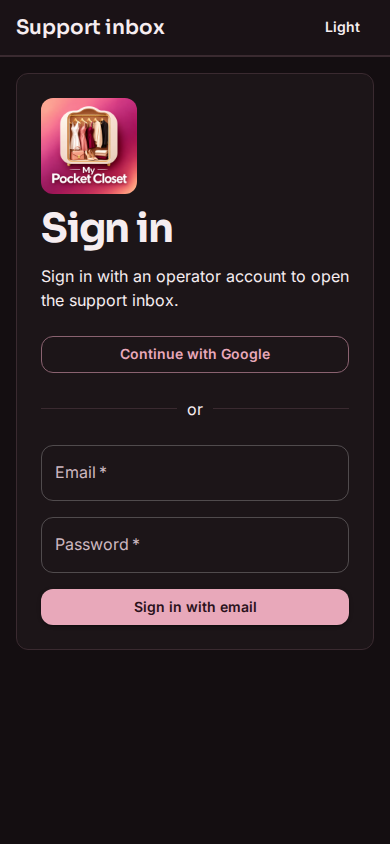 Support inbox
Light
My
Pocket Closet
Sign in
Sign in with an operator account to open
the support inbox.
Continue with Google
or
Email *
Password *
Sign in with email